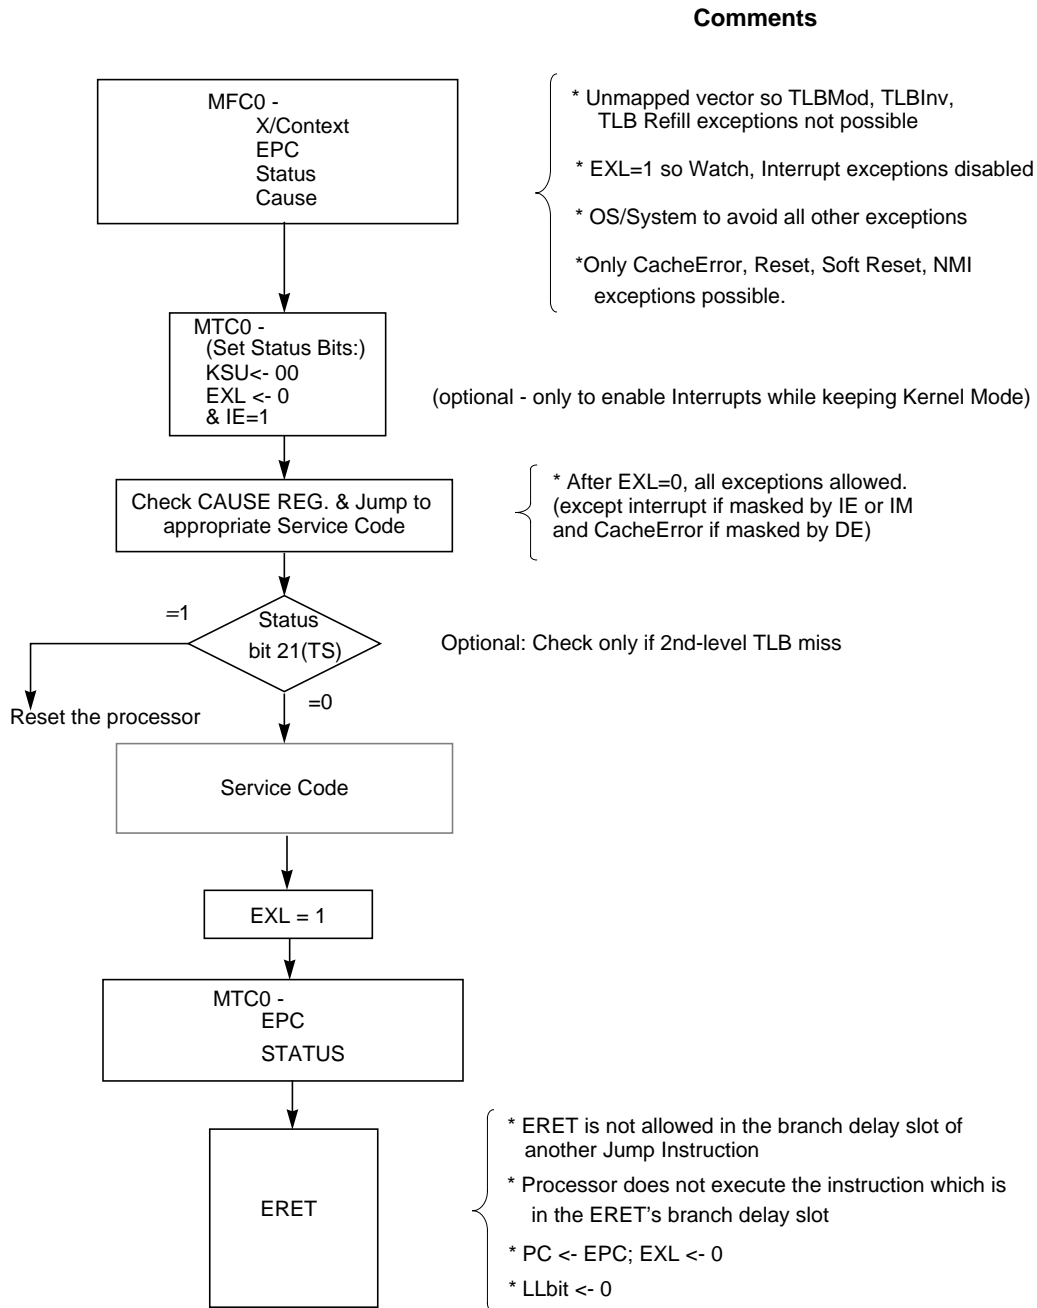 Comments
MFC0 -
X/Context
EPC
Status
Cause
* Unmapped vector so TLBMod, TLBInv,
TLB Refill exceptions not possible
* EXL=1 so Watch, Interrupt exceptions disabled
* OS/System to avoid all other exceptions
*Only CacheError, Reset, Soft Reset, NMI
exceptions possible.
MTC0 -
(Set Status Bits:)
KSU<- 00
EXL <- 0
& IE=1
(optional - only to enable Interrupts while keeping Kernel Mode)
Check CAUSE REG. & Jump to
appropriate Service Code
* After EXL=0, all exceptions allowed.
(except interrupt if masked by IE or IM
and CacheError if masked by DE)
=1
Status
bit 21(TS)
Optional: Check only if 2nd-level TLB miss
=0
Reset the processor
Service Code
EXL = 1
MTC0 -
EPC
STATUS
ERET
* ERET is not allowed in the branch delay slot of
another Jump Instruction
* Processor does not execute the instruction which is
in the ERET's branch delay slot
* PC <- EPC; EXL <- 0
* LLbit <- 0